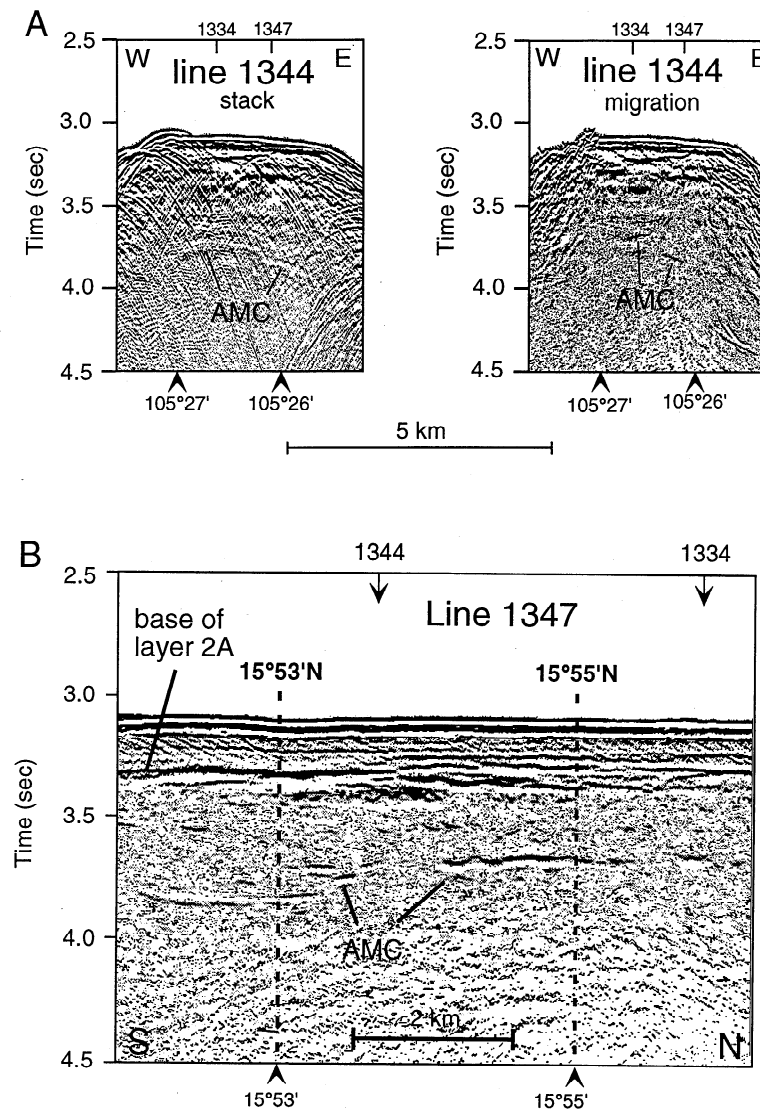 A
1334 1347
2.5
W E
line 1344
stack
3.0
3.5
4.0
4.5
Time (sec)
AMC
105°27' 105°26'
1334 1347
2.5
W E
line 1344
migration
3.0
3.5
4.0
4.5
Time (sec)
AMC
105°27' 105°26'
5 km
B
1344 1334
2.5
Line 1347
base of
layer 2A
15°53'N 15°55'N
3.0
3.5
4.0
4.5
Time (sec)
AMC
2 km
S N
15°53' 15°55'